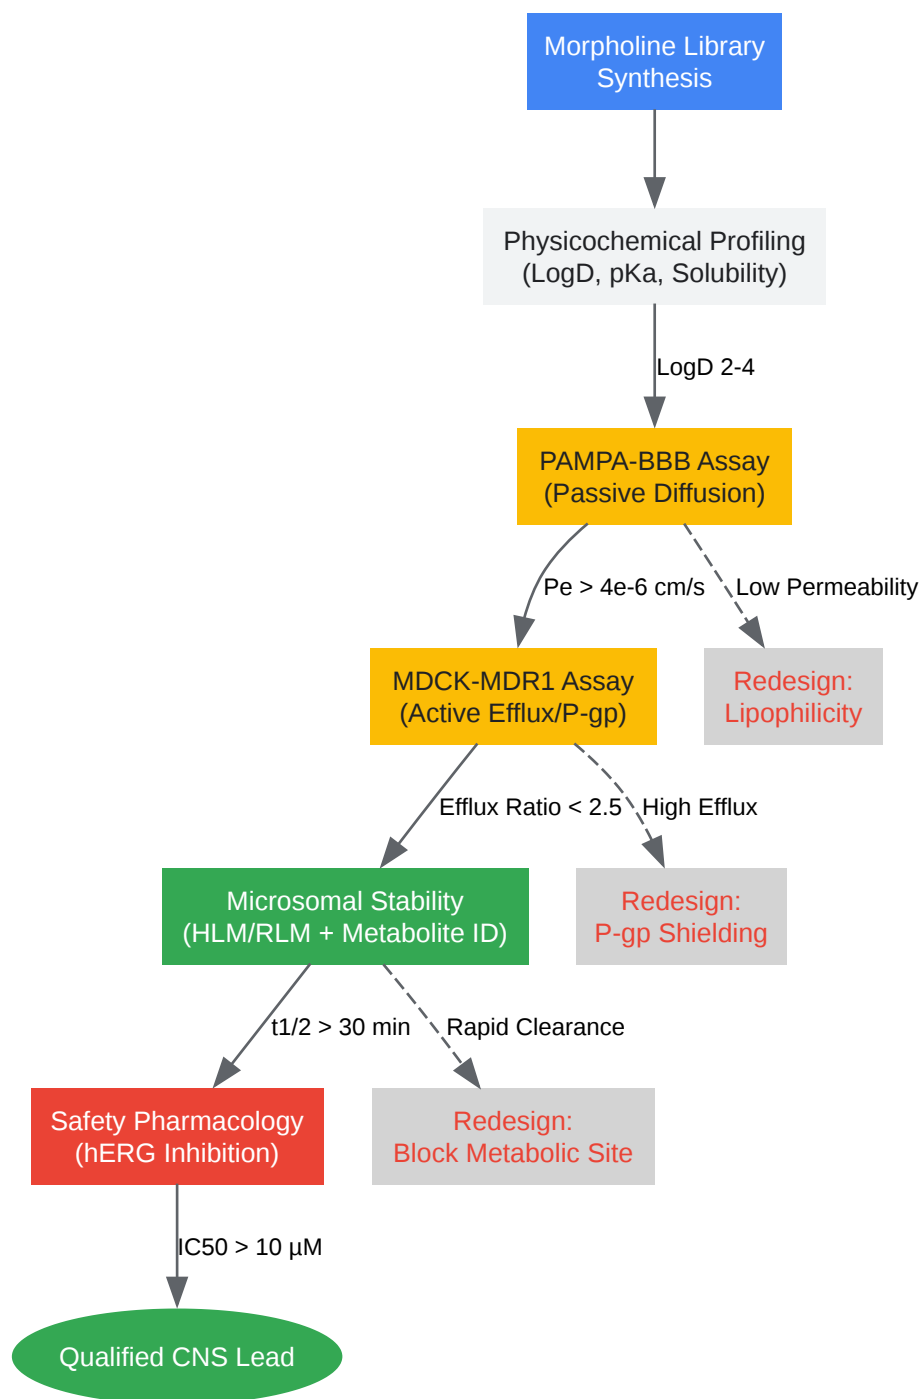 Morpholine Library
Synthesis
Physicochemical Profiling
(LogD, pKa, Solubility)
LogD 2-4
PAMPA-BBB Assay
(Passive Diffusion)
Pe > 4e-6 cm/s
Low Permeability
MDCK-MDR1 Assay
(Active Efflux/P-gp)
Redesign:
Lipophilicity
Efflux Ratio < 2.5
High Efflux
Microsomal Stability
(HLM/RLM + Metabolite ID)
Redesign:
P-gp Shielding
t1/2 > 30 min
Rapid Clearance
Safety Pharmacology
(hERG Inhibition)
Redesign:
Block Metabolic Site
IC50 > 10 µM
Qualified CNS Lead